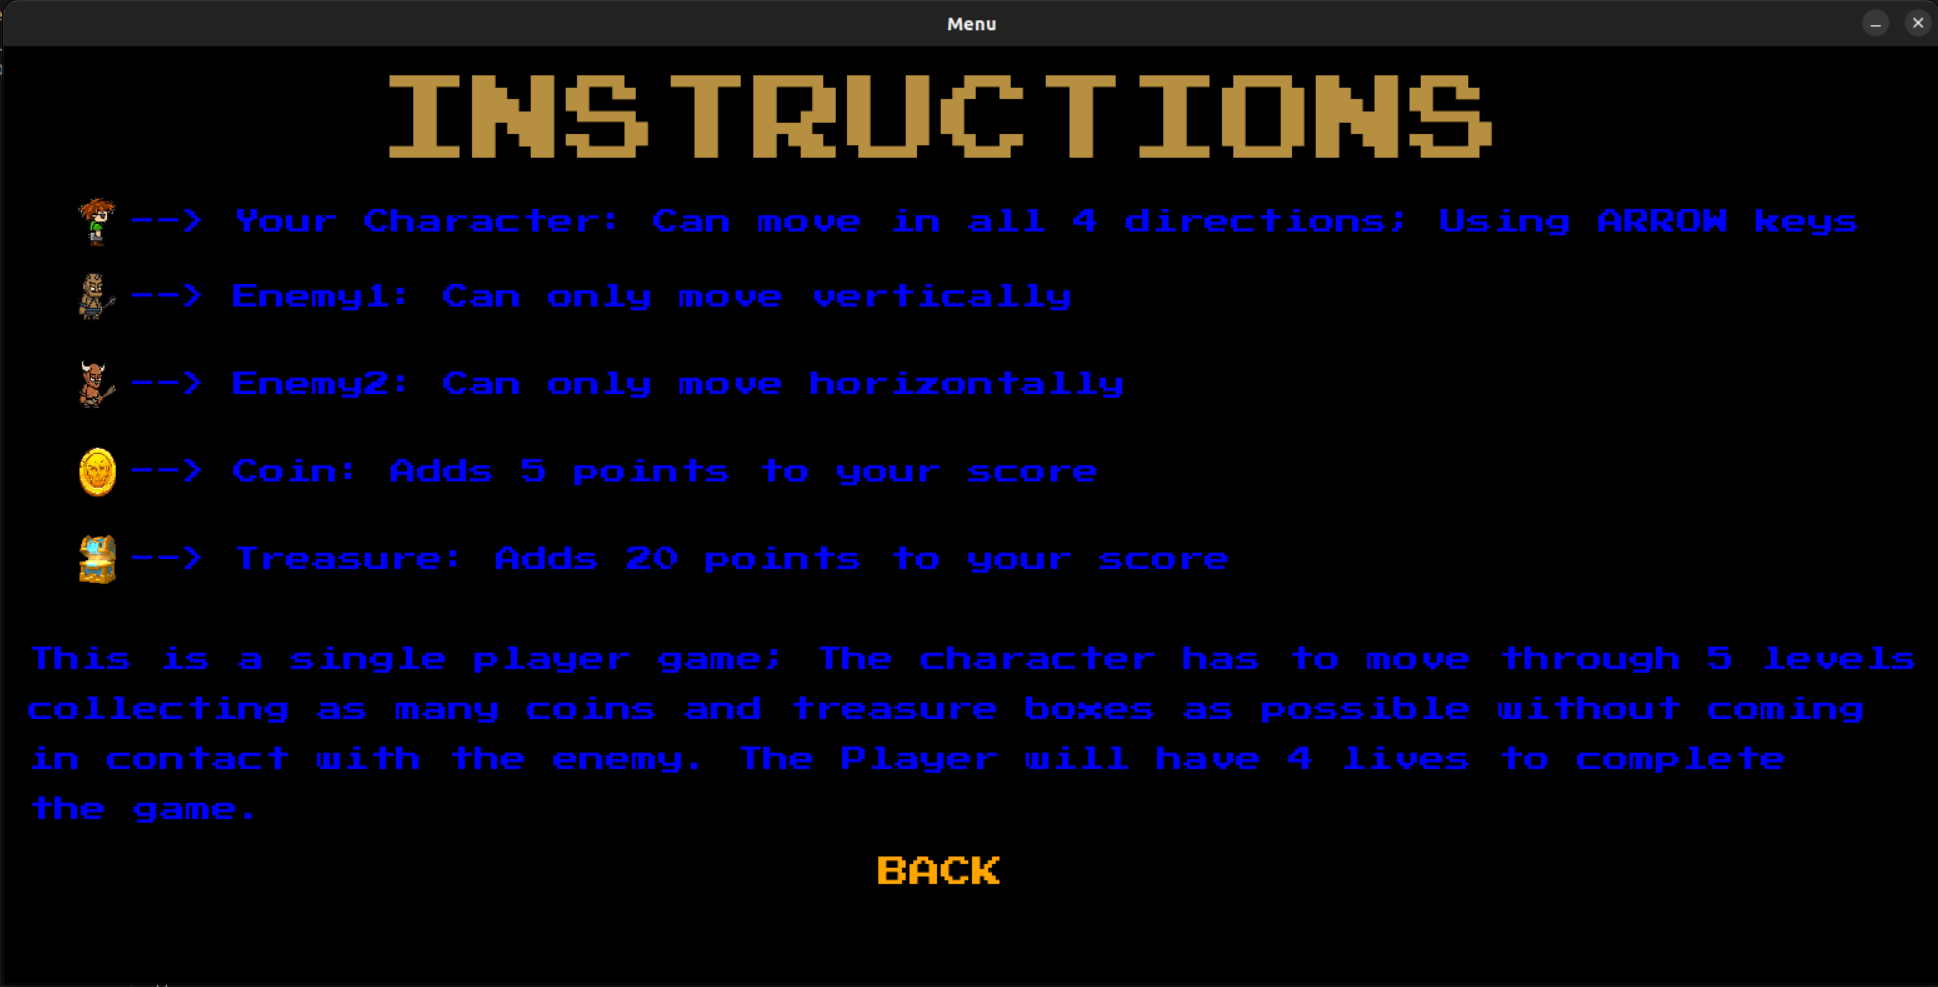 Menu
INSTRUCTIONS
--> Your Character: Can move in all 4 directions; Using ARROW keys
--> Enemy1: Can only move vertically
--> Enemy2: Can only move horizontally
--> Coin: Adds 5 points to your score
--> Treasure: Adds 20 points to your score
This is a single player game; The character has to move through 5 levels
collecting as many coins and treasure boxes as possible without coming
in contact with the enemy. The Player will have 4 lives to complete
the game.
BACK